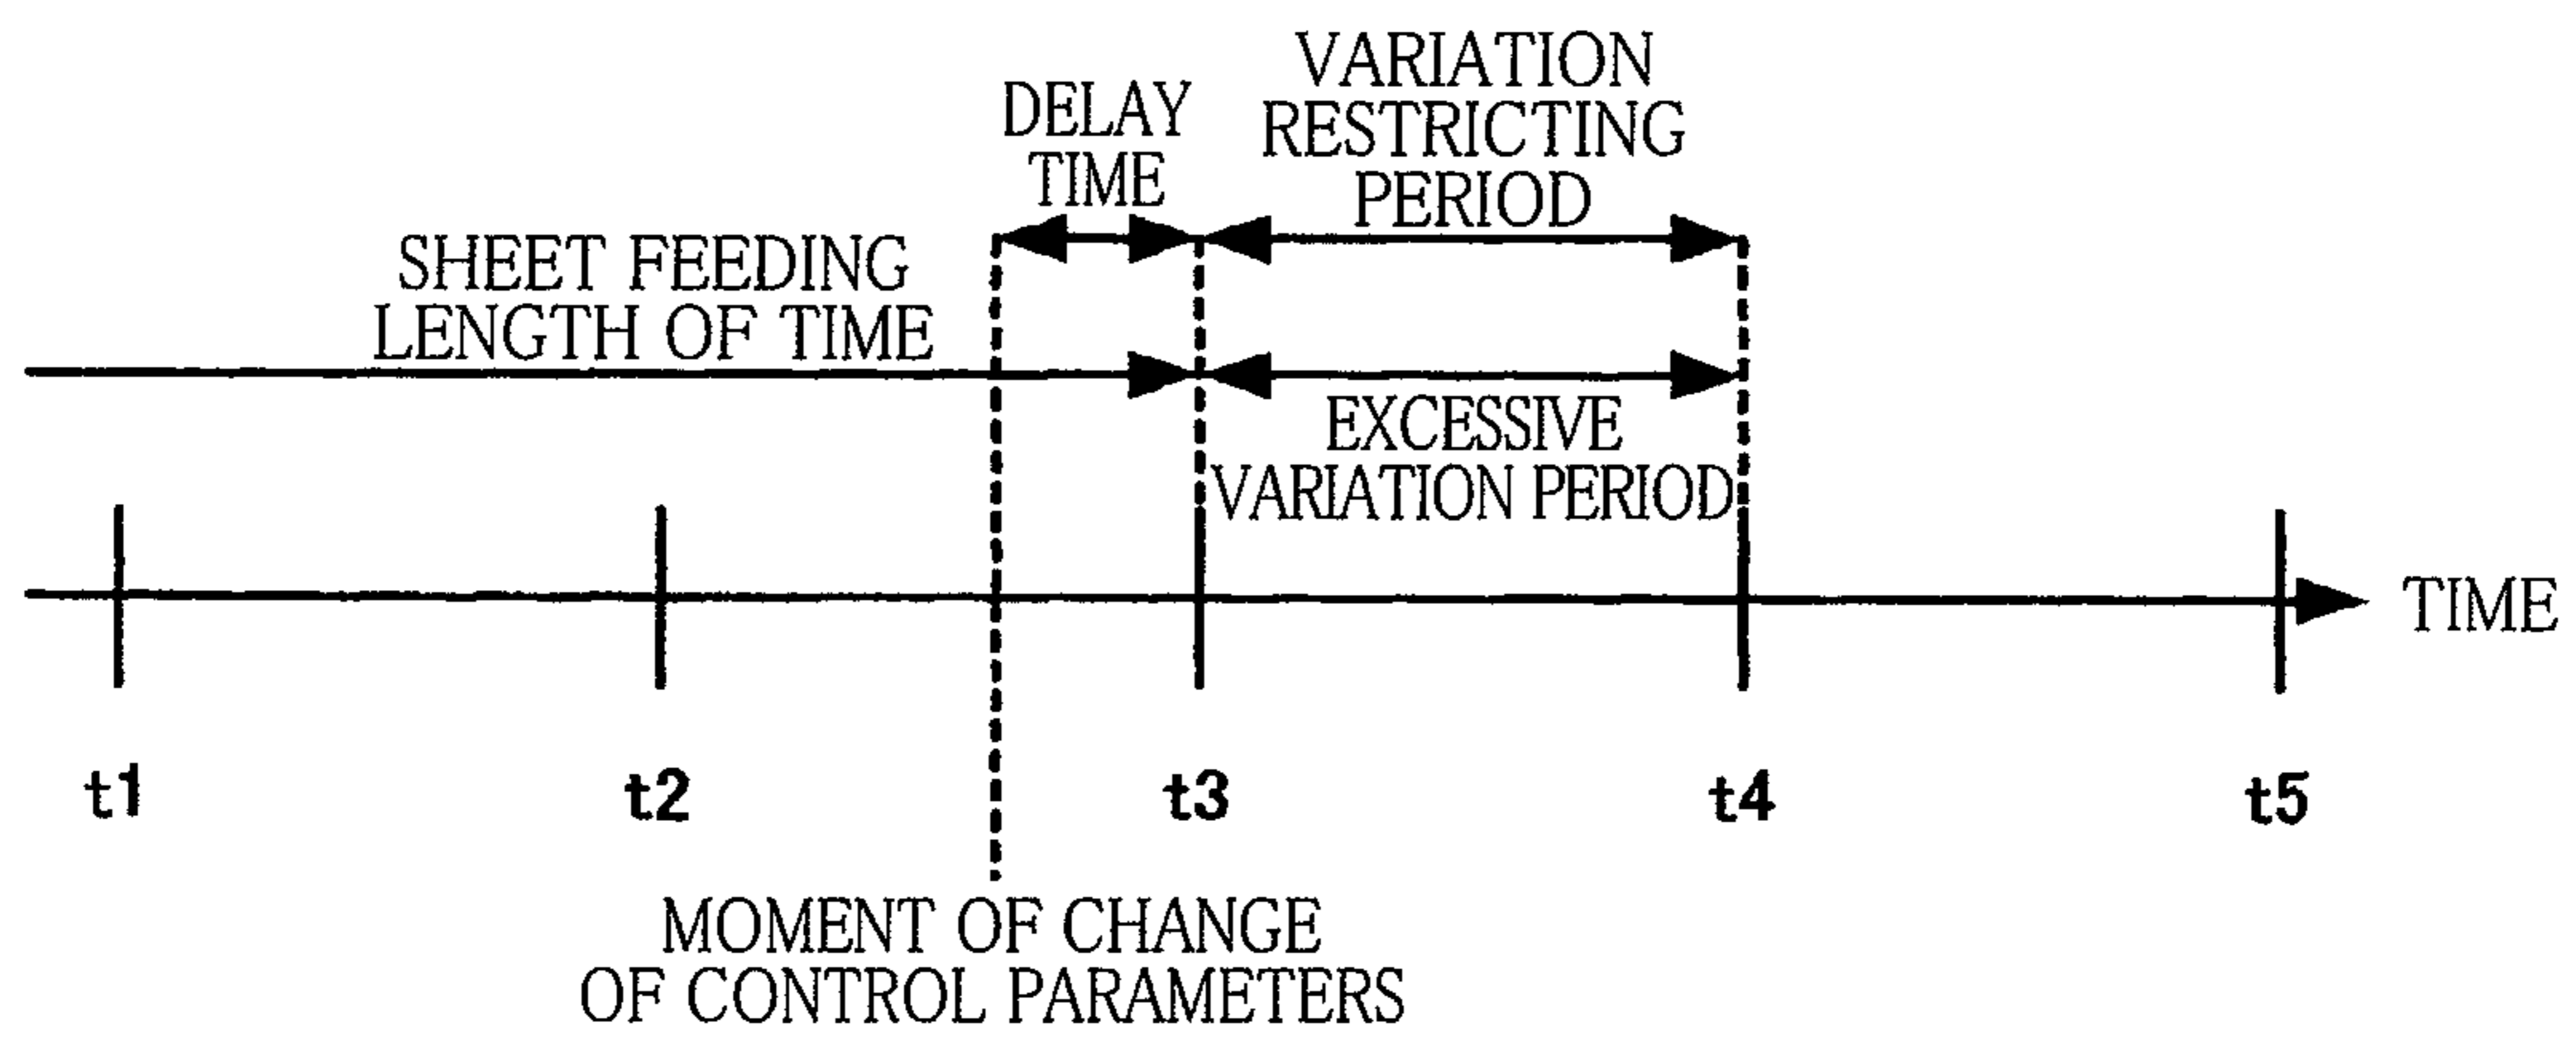 VARIATION
RESTRICTING
PERIOD
DELAY
TIME
SHEET FEEDING
LENGTH OF TIME
EXCESSIVE
VARIATION PERIOD
TIME
t1
t2
t3
t4
t5
MOMENT OF CHANGE
OF CONTROL PARAMETERS